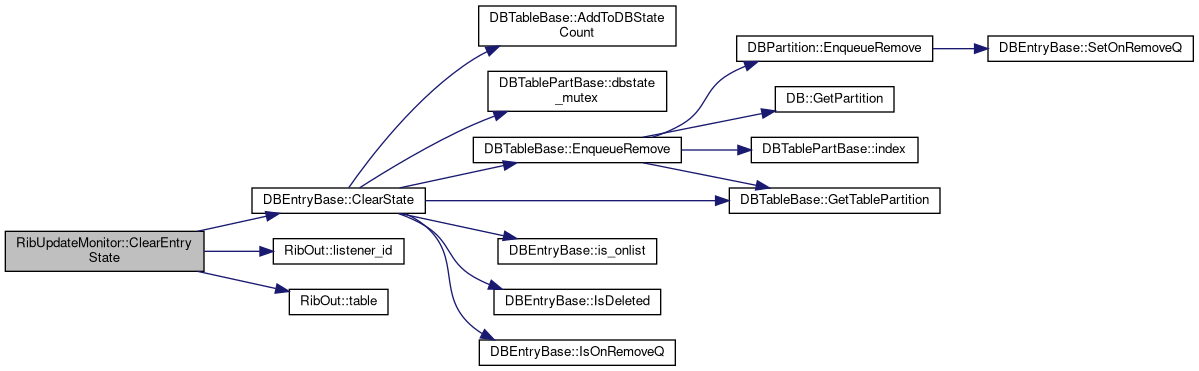 RibUpdateMonitor::ClearEntry
State
DBEntryBase::ClearState
RibOut::listener_id
RibOut::table
DBTableBase::AddToDBState
Count
DBTablePartBase::dbstate
_mutex
DBTableBase::EnqueueRemove
DBEntryBase::is_onlist
DBEntryBase::IsDeleted
DBEntryBase::IsOnRemoveQ
DBPartition::EnqueueRemove
DB::GetPartition
DBTablePartBase::index
DBTableBase::GetTablePartition
DBEntryBase::SetOnRemoveQ